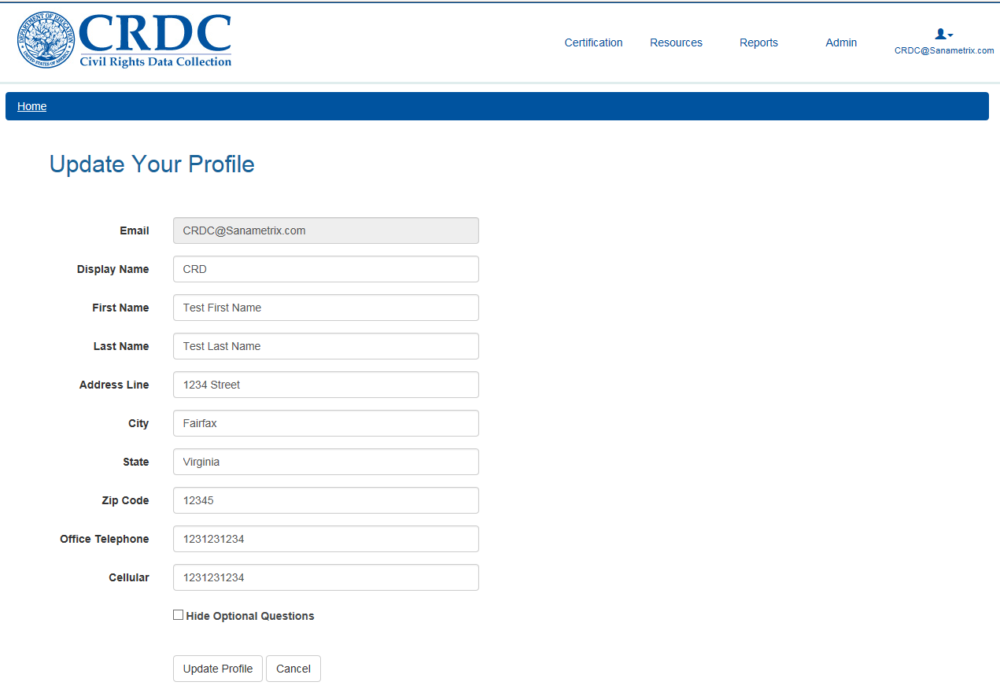 DEPARTMENT OF EDUCATION
UNITED STATES OF AMERICA
CRDC
Civil Rights Data Collection
Certification Resources Reports Admin
CRDC@Sanametrix.com
Home
Update Your Profile
Email CRDC@Sanametrix.com
Display Name CRD
First Name Test First Name
Last Name Test Last Name
Address Line 1234 Street
City Fairfax
State Virginia
Zip Code 12345
Office Telephone 1231231234
Cellular 1231231234
Hide Optional Questions
Update Profile Cancel